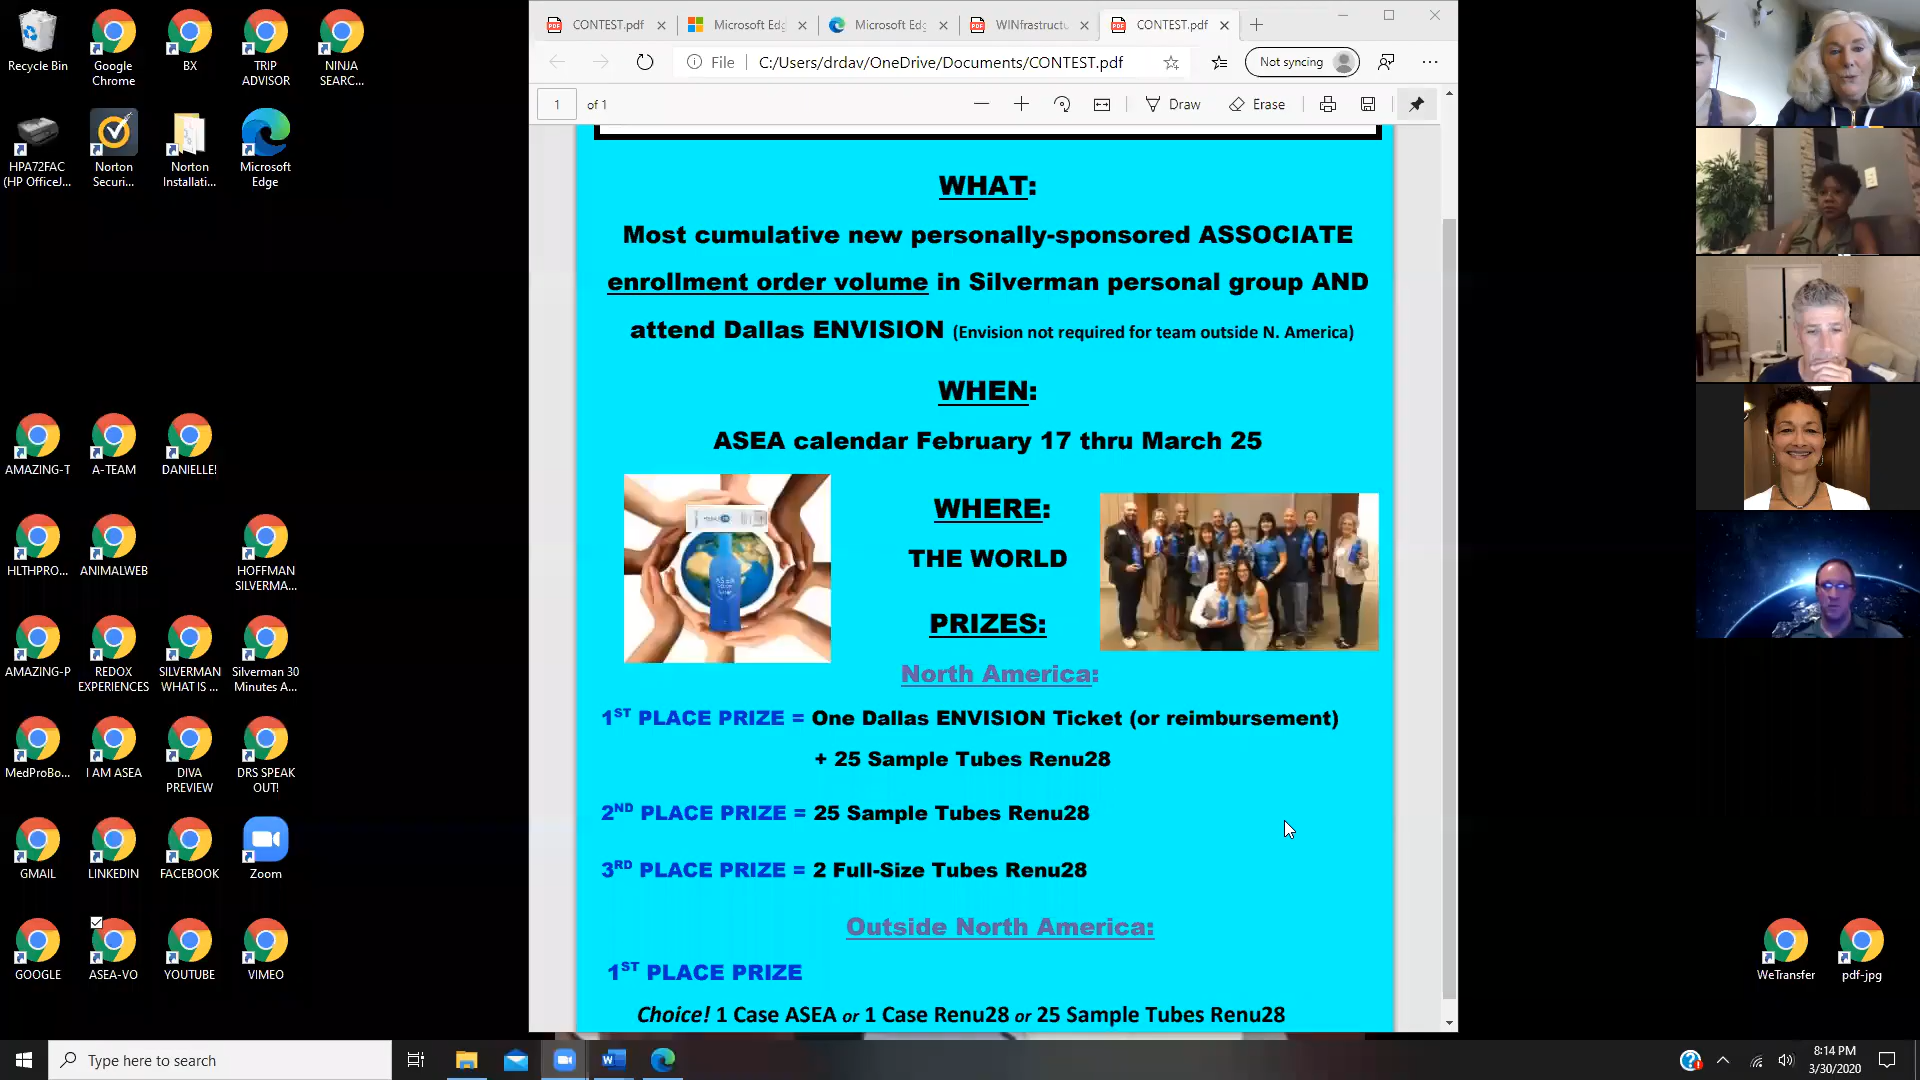 Recycle Bin
Google Chrome
BX
TRIP ADVISOR
NINJA SEARC...
HPA72FAC (HP OfficeJ...
Norton Securi...
Norton Installati...
Microsoft Edge
AMAZING-T
A-TEAM
DANIELLE!
HLTHPRO...
ANIMALWEB
HOFFMAN SILVERMA...
AMAZING-P
REDOX EXPERIENCES
SILVERMAN WHAT IS ...
Silverman 30 Minutes A...
MedProBo...
I AM ASEA
DIVA PREVIEW
DRS SPEAK OUT!
GMAIL
LINKEDIN
FACEBOOK
Zoom
GOOGLE
ASEA-VO
YOUTUBE
VIMEO
CONTEST.pdf
Microsoft Edg
Microsoft Edg
WINfrastructu
CONTEST.pdf
File C:/Users/drdav/OneDrive/Documents/CONTEST.pdf
Not syncing
1 of 1
Draw
Erase
WHAT:
Most cumulative new personally-sponsored ASSOCIATE
enrollment order volume in Silverman personal group AND
attend Dallas ENVISION (Envision not required for team outside N. America)
WHEN:
ASEA calendar February 17 thru March 25
WHERE:
THE WORLD
ASEA
PRIZES:
North America:
1ST PLACE PRIZE = One Dallas ENVISION Ticket (or reimbursement)
+ 25 Sample Tubes Renu28
2ND PLACE PRIZE = 25 Sample Tubes Renu28
3RD PLACE PRIZE = 2 Full-Size Tubes Renu28
Outside North America:
1ST PLACE PRIZE
Choice! 1 Case ASEA or 1 Case Renu28 or 25 Sample Tubes Renu28
WeTransfer
pdf-jpg
Type here to search
8:14 PM
3/30/2020